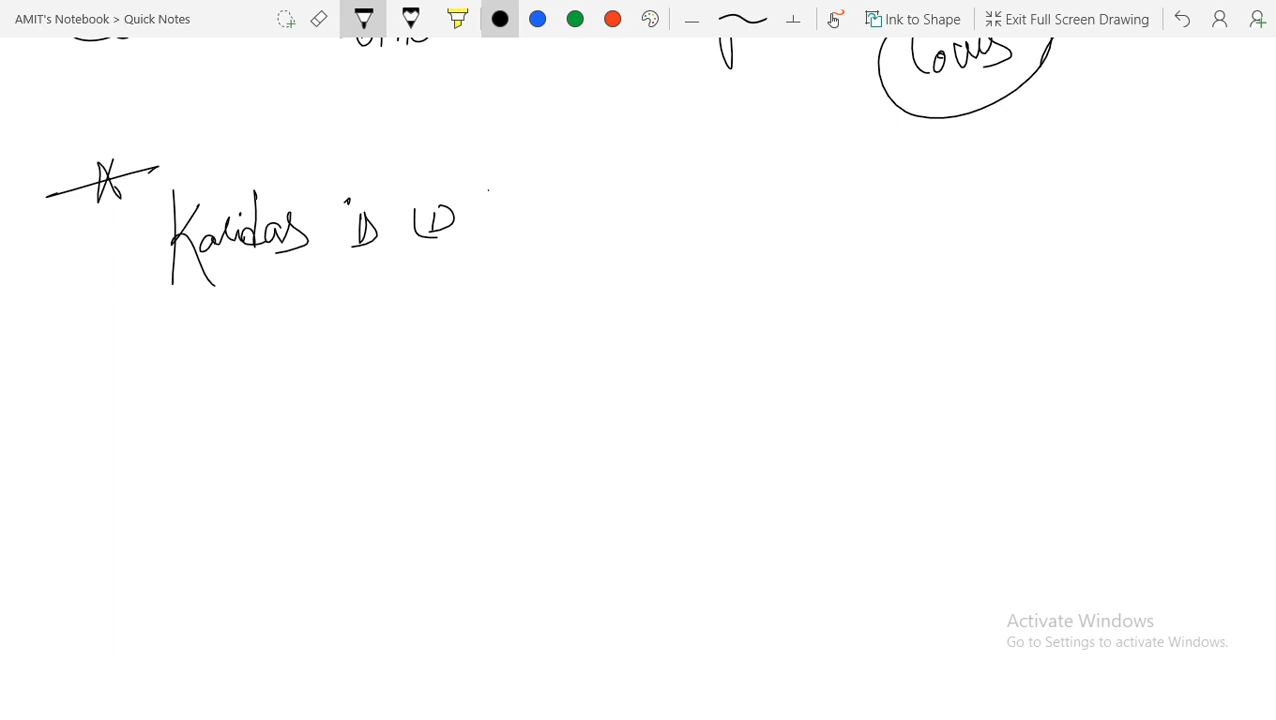 AMIT's Notebook > Quick Notes
Ink to Shape
Exit Full Screen Drawing
Kalidas is
Activate Windows
Go to Settings to activate Windows.